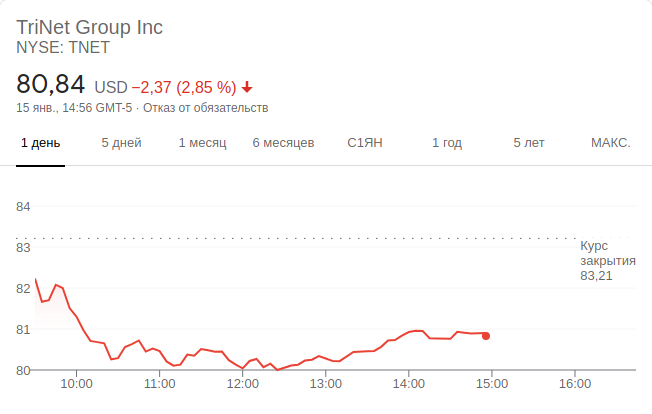 TriNet Group Inc
NYSE: TNET
80,84 USD −2,37 (2,85 %)
15 янв., 14:56 GMT-5 · Отказ от обязательств
1 день 5 дней 1 месяц 6 месяцев С1ЯН 1 год 5 лет МАКС.
84
83
Курс
закрытия
83,21
82
81
80
10:00 11:00 12:00 13:00 14:00 15:00 16:00